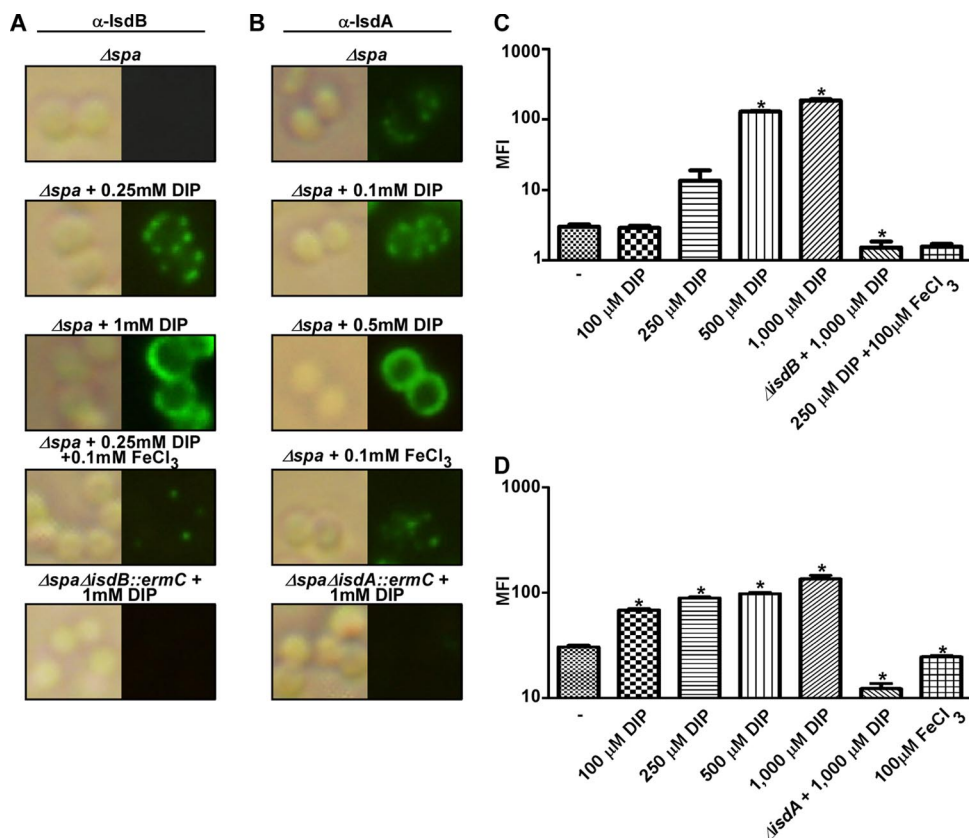 A
α-IsdB
Δspa
Δspa + 0.25mM DIP
Δspa + 1mM DIP
Δspa + 0.25mM DIP
+0.1mM FeCl₃
ΔspaΔisdB::ermC +
1mM DIP
B
α-IsdA
Δspa
Δspa + 0.1mM DIP
Δspa + 0.5mM DIP
Δspa + 0.1mM FeCl₃
ΔspaΔisdA::ermC +
1mM DIP
C
MFI
1000
100
10
1
*
*
*
-
100 μM DIP
250 μM DIP
500 μM DIP
1,000 μM DIP
ΔisdB + 1,000 μM DIP
250 μM DIP +100μM FeCl₃
D
MFI
1000
100
10
*
*
*
*
*
*
-
100 μM DIP
250 μM DIP
500 μM DIP
1,000 μM DIP
ΔisdA + 1,000 μM DIP
100μM FeCl₃